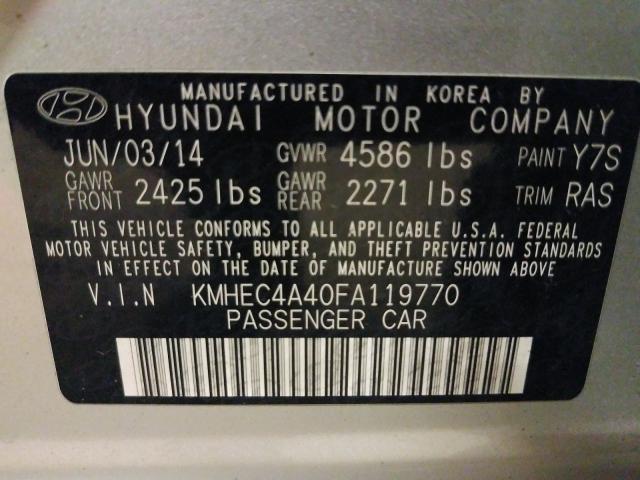 MANUFACTURED IN KOREA BY
HYUNDAI MOTOR COMPANY
JUN/03/14 GVWR 4586 lbs PAINT Y7S
GAWR FRONT 2425 lbs GAWR REAR 2271 lbs TRIM RAS
THIS VEHICLE CONFORMS TO ALL APPLICABLE U.S.A. FEDERAL
MOTOR VEHICLE SAFETY, BUMPER, AND THEFT PREVENTION STANDARDS
IN EFFECT ON THE DATE OF MANUFACTURE SHOWN ABOVE
V.I.N KMHEC4A40FA119770
PASSENGER CAR